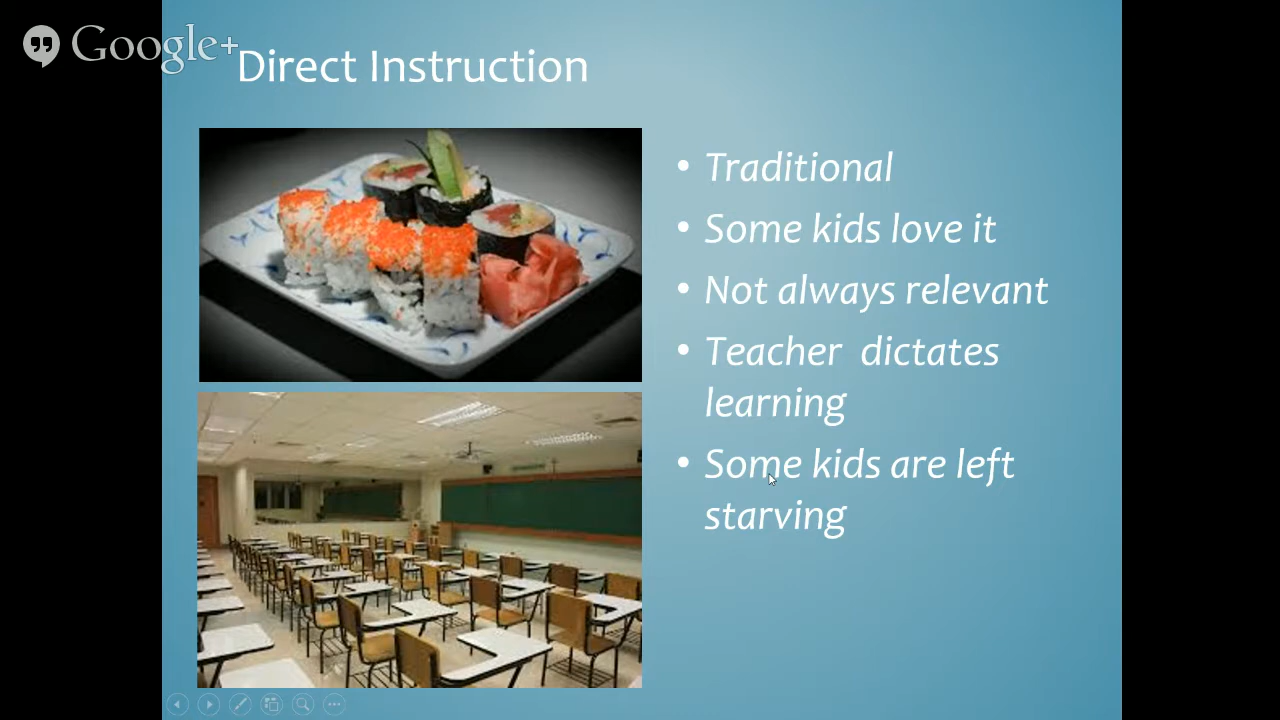 Google+
Direct Instruction
• Traditional
• Some kids love it
• Not always relevant
• Teacher dictates
learning
• Some kids are left
starving